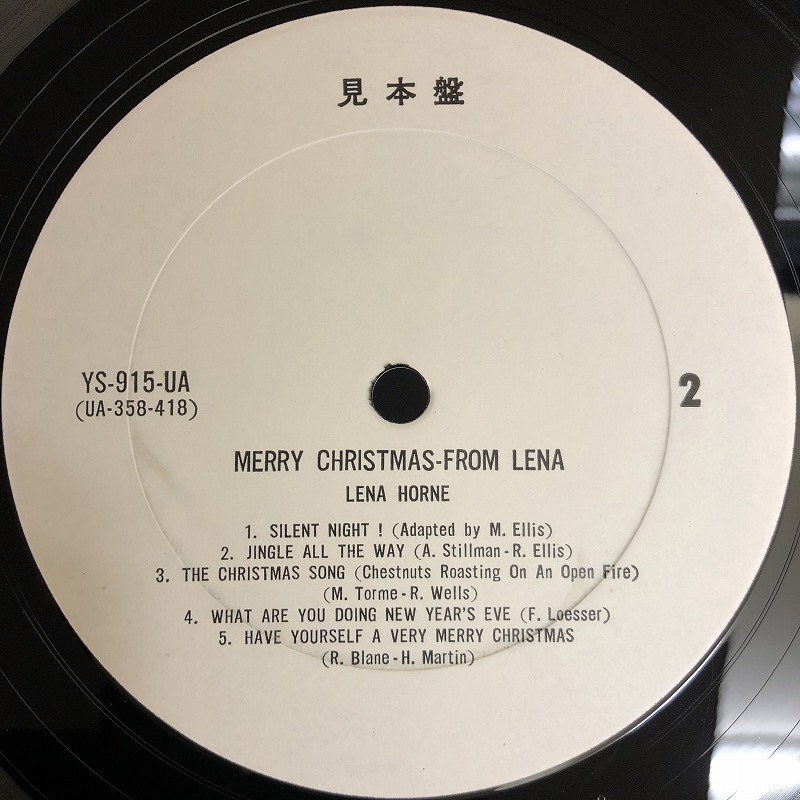 見本盤
YS-915-UA
(UA-358-418)
2
MERRY CHRISTMAS-FROM LENA
LENA HORNE
1. SILENT NIGHT ! (Adapted by M. Ellis)
2. JINGLE ALL THE WAY (A. Stillman-R. Ellis)
3. THE CHRISTMAS SONG (Chestnuts Roasting On An Open Fire)
(M. Torme-R. Wells)
4. WHAT ARE YOU DOING NEW YEAR'S EVE (F. Loesser)
5. HAVE YOURSELF A VERY MERRY CHRISTMAS
(R. Blane-H. Martin)